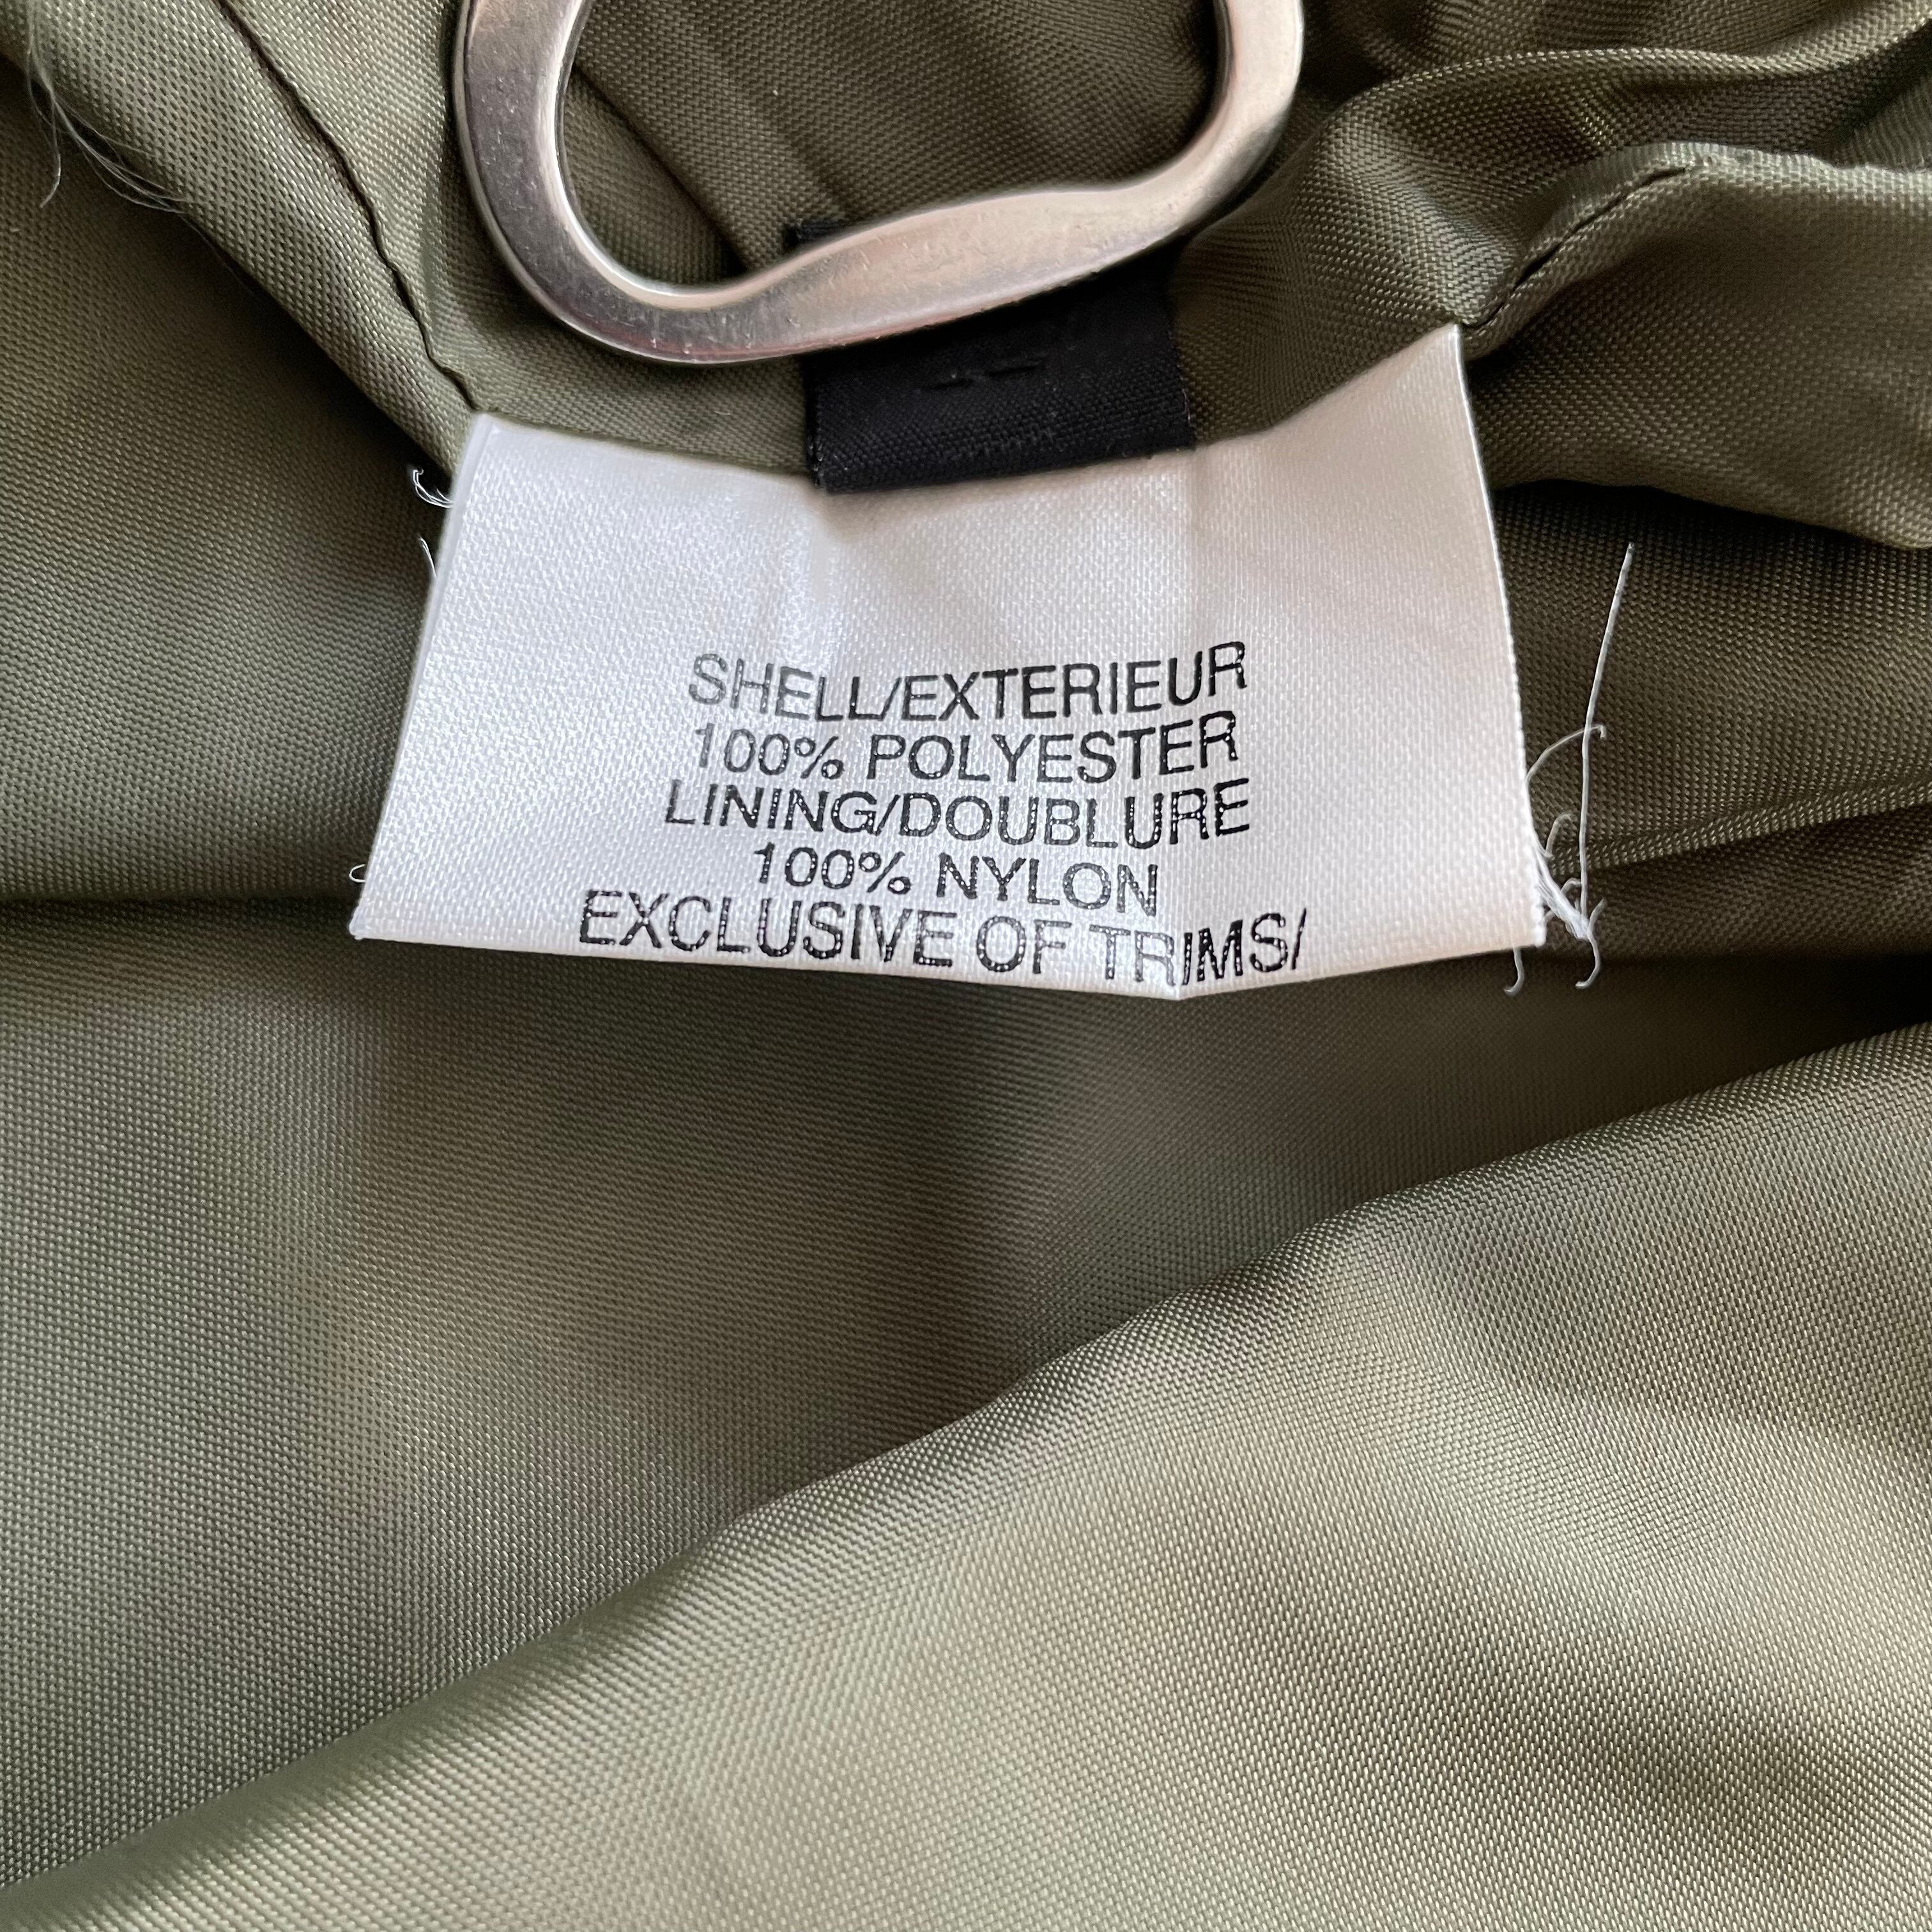 SHELL/EXTERIEUR
100% POLYESTER
LINING/DOUBLURE
100% NYLON
EXCLUSIVE OF TRIMS/